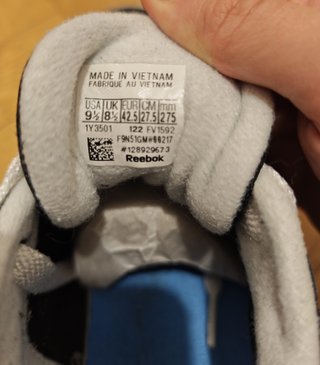 MADE IN VIETNAM
FABRIQUE AU VIETNAM
USA UK EUR CM mm
9½ 8½ 42.5 27.5 275
1Y3501 122 FV1592
F9N51GM#66217
#128929673
Reebok